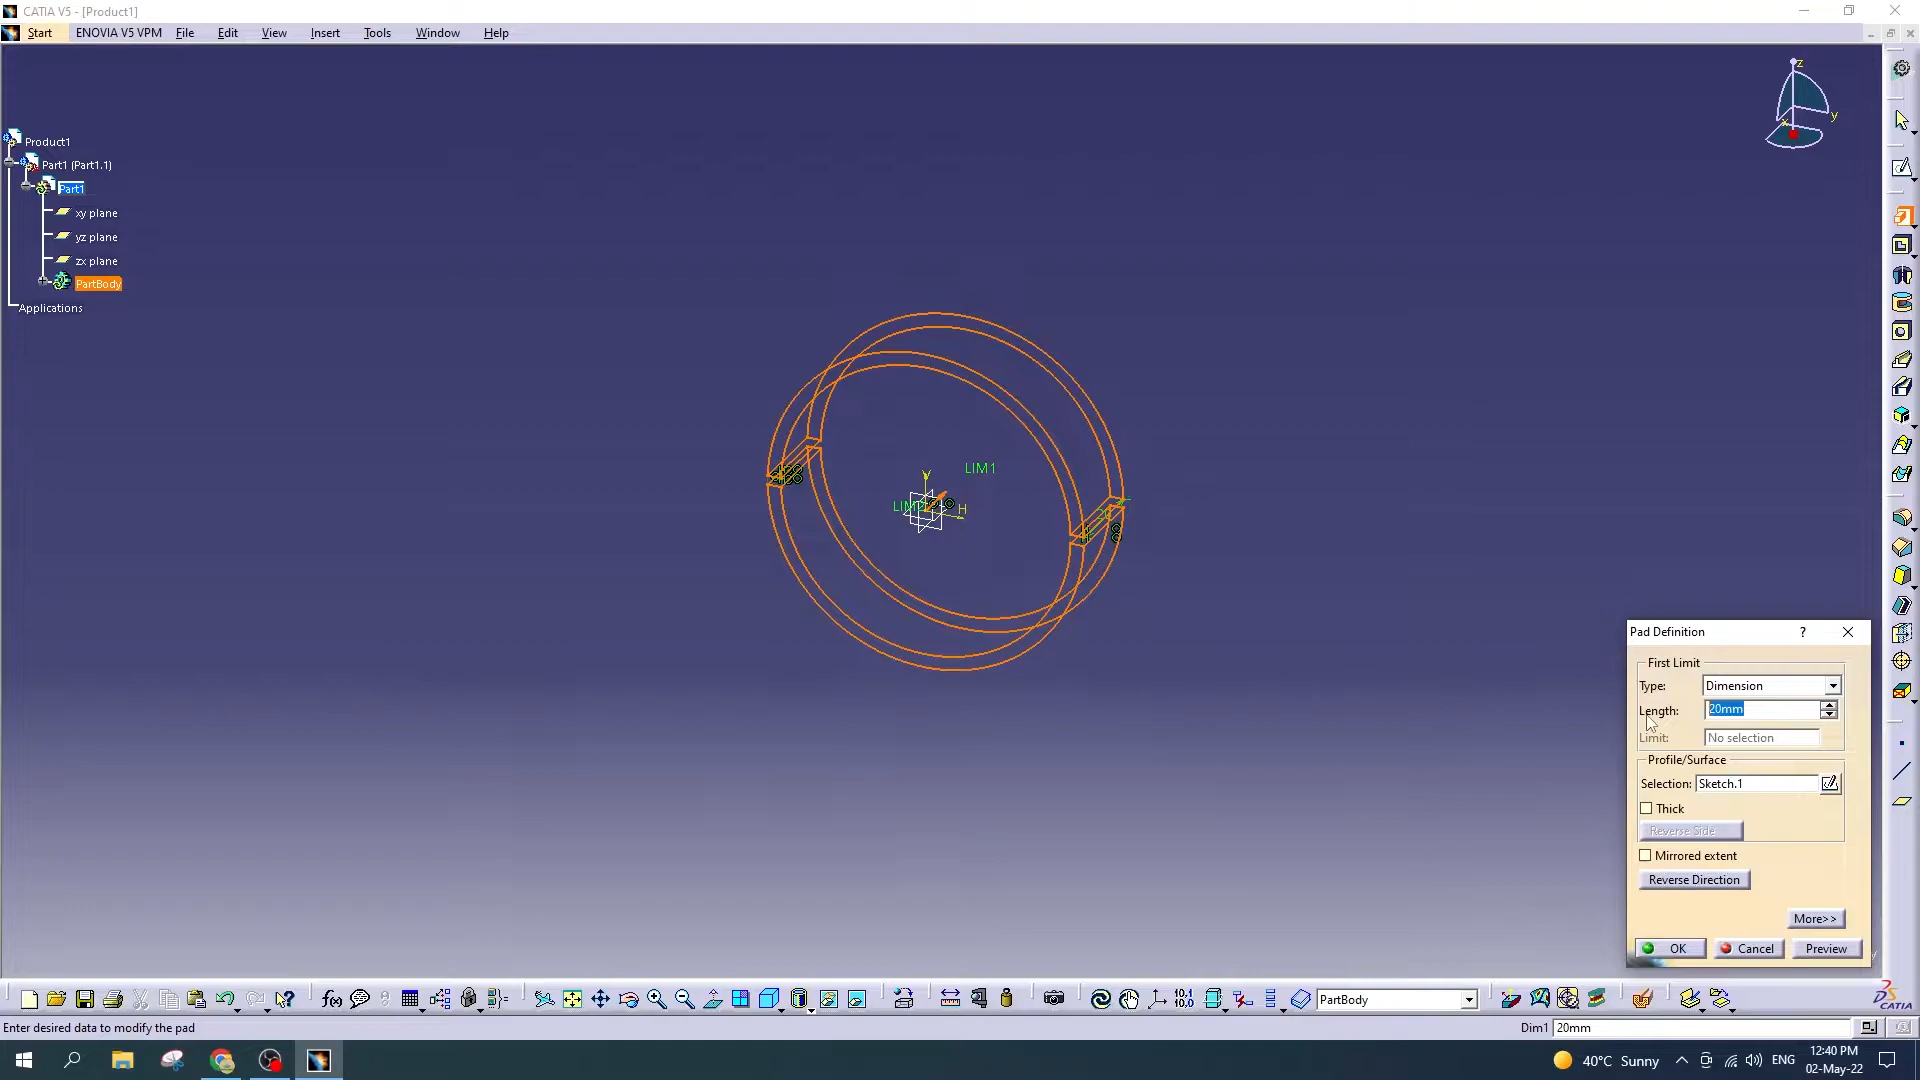 CATIA V5 - [Product1]
Start ENOVIA V5 VPM File Edit View Insert Tools Window Help
z
y
x
Product1
Part1 (Part1.1)
Part1
xy plane
yz plane
zx plane
PartBody
Applications
LIM1
V
H
Pad Definition ?
First Limit
Type: Dimension
Length: 20mm
Limit: No selection
Profile/Surface
Selection: Sketch.1
Thick
Reverse Side
Mirrored extent
Reverse Direction
More>>
OK Cancel Preview
f(x) 10.10 PartBody
CATIA
Enter desired data to modify the pad Dim1 20mm
40°C Sunny ENG 12:40 PM
02-May-22